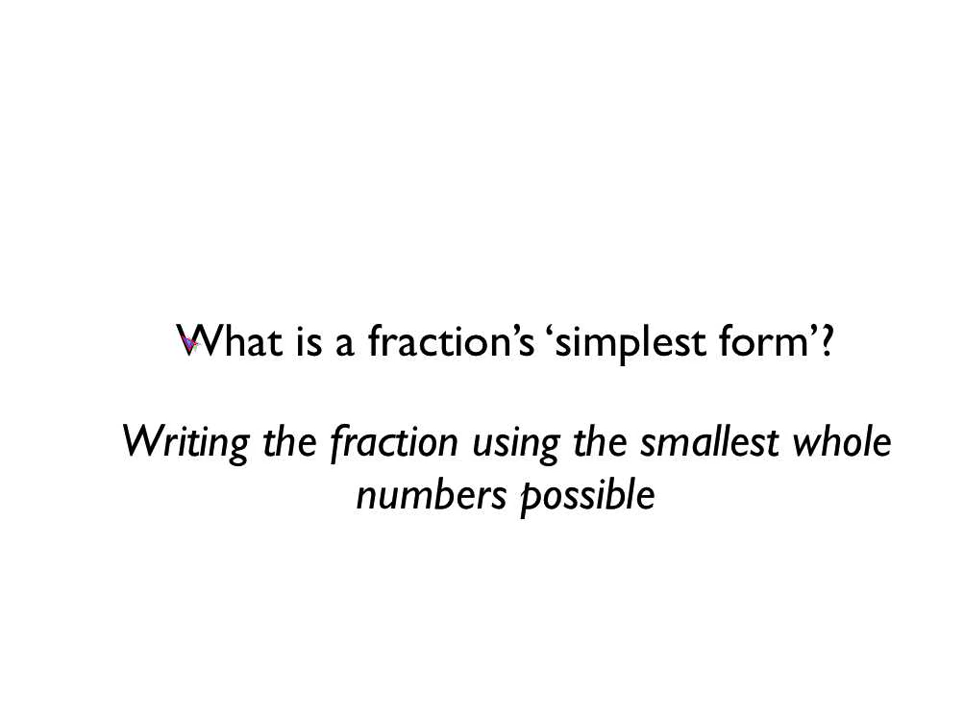 What is a fraction’s ‘simplest form’?
Writing the fraction using the smallest whole
numbers possible